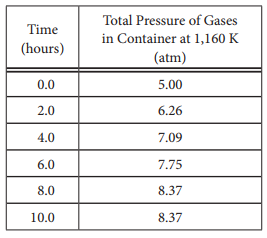 Time
(hours)
Total Pressure of Gases
in Container at 1,160 K
(atm)
0.0 5.00
2.0 6.26
4.0 7.09
6.0 7.75
8.0 8.37
10.0 8.37